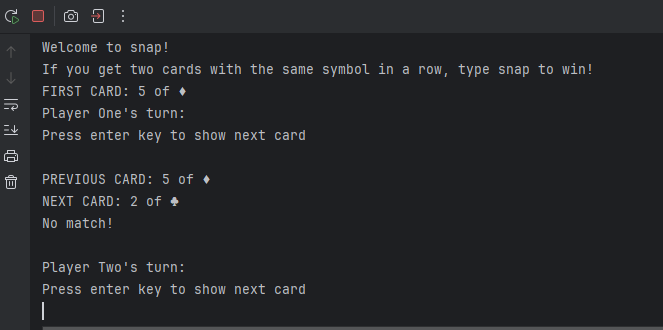 Welcome to snap!
If you get two cards with the same symbol in a row, type snap to win!
FIRST CARD: 5 of ♦
Player One's turn:
Press enter key to show next card
PREVIOUS CARD: 5 of ♦
NEXT CARD: 2 of ♣
No match!
Player Two's turn:
Press enter key to show next card